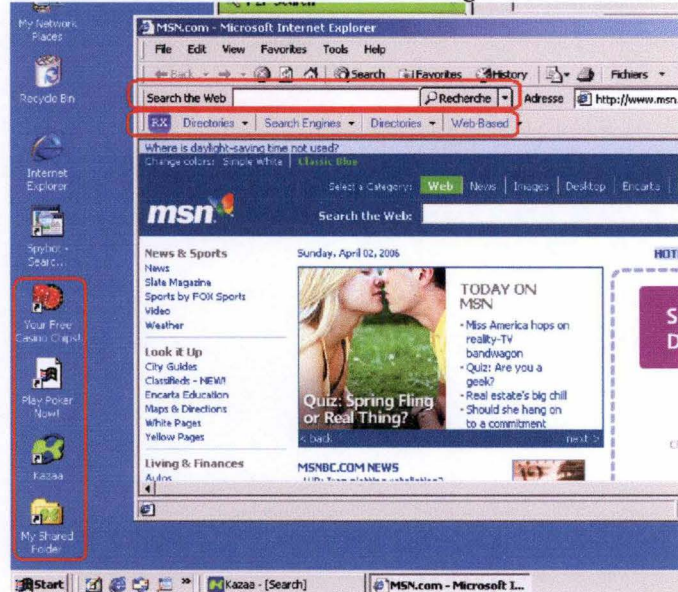 My Network
Places
Recycle Bin
Internet
Explorer
Spybot -
Searc...
Your Free
Casino Chips!
Play Poker
Now!
Kazaa
My Shared
Folder
MSN.com - Microsoft Internet Explorer
File Edit View Favorites Tools Help
Back Search Favorites History Fichiers
Search the Web Recherche Adresse http://www.msn.
RX Directories Search Engines Directories Web-Based
Where is daylight-saving time not used?
Change colors: Simple White | Classic Blue
Select a Category: Web News Images Desktop Encarta
msn
Search the Web:
News & Sports
News
Slate Magazine
Sports by FOX Sports
Video
Weather
Look it Up
City Guides
Classifieds - NEW!
Encarta Education
Maps & Directions
White Pages
Yellow Pages
Living & Finances
Autos
Sunday, April 02, 2006
Quiz: Spring Fling
or Real Thing?
< back next >
TODAY ON
MSN
· Miss America hops on
reality-TV
bandwagon
· Quiz: Are you a
geek?
· Real estate's big chill
· Should she hang on
to a commitment
MSNBC.COM NEWS
HOT
S
D
Start Kazaa - [Search] MSN.com - Microsoft I...